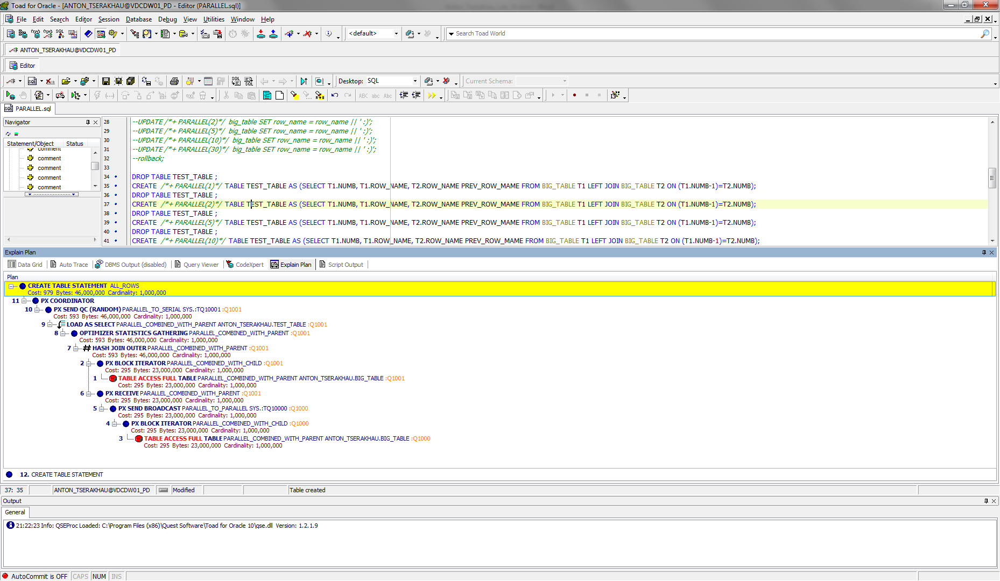 Toad for Oracle - [ANTON_TSERAKHAU@VDCDW01_PD - Editor (PARALLEL.sql)]
File Edit Search Editor Session Database Debug View Utilities Window Help
<default> Search Toad World
ANTON_TSERAKHAU@VDCDW01_PD
Editor
Desktop: SQL Current Schema:
PARALLEL.sql
Navigator
Statement/Object Status
comment
comment
comment
comment
comment
28 --UPDATE /*+ PARALLEL(2)*/ big_table SET row_name = row_name || ' :)';
29 --UPDATE /*+ PARALLEL(5)*/ big_table SET row_name = row_name || ' :)';
30 --UPDATE /*+ PARALLEL(10)*/ big_table SET row_name = row_name || ' :)';
31 --UPDATE /*+ PARALLEL(30)*/ big_table SET row_name = row_name || ' :)';
32 --rollback;
33
34 DROP TABLE TEST_TABLE ;
35 CREATE /*+ PARALLEL(1)*/ TABLE TEST_TABLE AS (SELECT T1.NUMB, T1.ROW_NAME, T2.ROW_NAME PREV_ROW_MAME FROM BIG_TABLE T1 LEFT JOIN BIG_TABLE T2 ON (T1.NUMB-1)=T2.NUMB);
36 DROP TABLE TEST_TABLE ;
37 CREATE /*+ PARALLEL(2)*/ TABLE TEST_TABLE AS (SELECT T1.NUMB, T1.ROW_NAME, T2.ROW_NAME PREV_ROW_MAME FROM BIG_TABLE T1 LEFT JOIN BIG_TABLE T2 ON (T1.NUMB-1)=T2.NUMB);
38 DROP TABLE TEST_TABLE ;
39 CREATE /*+ PARALLEL(5)*/ TABLE TEST_TABLE AS (SELECT T1.NUMB, T1.ROW_NAME, T2.ROW_NAME PREV_ROW_MAME FROM BIG_TABLE T1 LEFT JOIN BIG_TABLE T2 ON (T1.NUMB-1)=T2.NUMB);
40 DROP TABLE TEST_TABLE ;
41 CREATE /*+ PARALLEL(10)*/ TABLE TEST_TABLE AS (SELECT T1.NUMB, T1.ROW_NAME, T2.ROW_NAME PREV_ROW_MAME FROM BIG_TABLE T1 LEFT JOIN BIG_TABLE T2 ON (T1.NUMB-1)=T2.NUMB);
Explain Plan
Data Grid Auto Trace DBMS Output (disabled) Query Viewer CodeXpert Explain Plan Script Output
Plan
CREATE TABLE STATEMENT ALL_ROWS
Cost: 979 Bytes: 46,000,000 Cardinality: 1,000,000
11 PX COORDINATOR
10 PX SEND QC (RANDOM) PARALLEL_TO_SERIAL SYS.:TQ10001 :Q1001
Cost: 593 Bytes: 46,000,000 Cardinality: 1,000,000
9 LOAD AS SELECT PARALLEL_COMBINED_WITH_PARENT ANTON_TSERAKHAU.TEST_TABLE :Q1001
8 OPTIMIZER STATISTICS GATHERING PARALLEL_COMBINED_WITH_PARENT :Q1001
Cost: 593 Bytes: 46,000,000 Cardinality: 1,000,000
7 HASH JOIN OUTER PARALLEL_COMBINED_WITH_PARENT :Q1001
Cost: 593 Bytes: 46,000,000 Cardinality: 1,000,000
2 PX BLOCK ITERATOR PARALLEL_COMBINED_WITH_CHILD :Q1001
Cost: 295 Bytes: 23,000,000 Cardinality: 1,000,000
1 TABLE ACCESS FULL TABLE PARALLEL_COMBINED_WITH_PARENT ANTON_TSERAKHAU.BIG_TABLE :Q1001
Cost: 295 Bytes: 23,000,000 Cardinality: 1,000,000
6 PX RECEIVE PARALLEL_COMBINED_WITH_PARENT :Q1001
Cost: 295 Bytes: 23,000,000 Cardinality: 1,000,000
5 PX SEND BROADCAST PARALLEL_TO_PARALLEL SYS.:TQ10000 :Q1000
Cost: 295 Bytes: 23,000,000 Cardinality: 1,000,000
4 PX BLOCK ITERATOR PARALLEL_COMBINED_WITH_CHILD :Q1000
Cost: 295 Bytes: 23,000,000 Cardinality: 1,000,000
3 TABLE ACCESS FULL TABLE PARALLEL_COMBINED_WITH_PARENT ANTON_TSERAKHAU.BIG_TABLE :Q1000
Cost: 295 Bytes: 23,000,000 Cardinality: 1,000,000
12. CREATE TABLE STATEMENT
37: 35 ANTON_TSERAKHAU@VDCDW01_PD Modified Table created
Output
General
21:22:23 Info: QSEProc Loaded: C:\Program Files (x86)\Quest Software\Toad for Oracle 10\qse.dll Version: 1.2.1.9
AutoCommit is OFF CAPS NUM INS